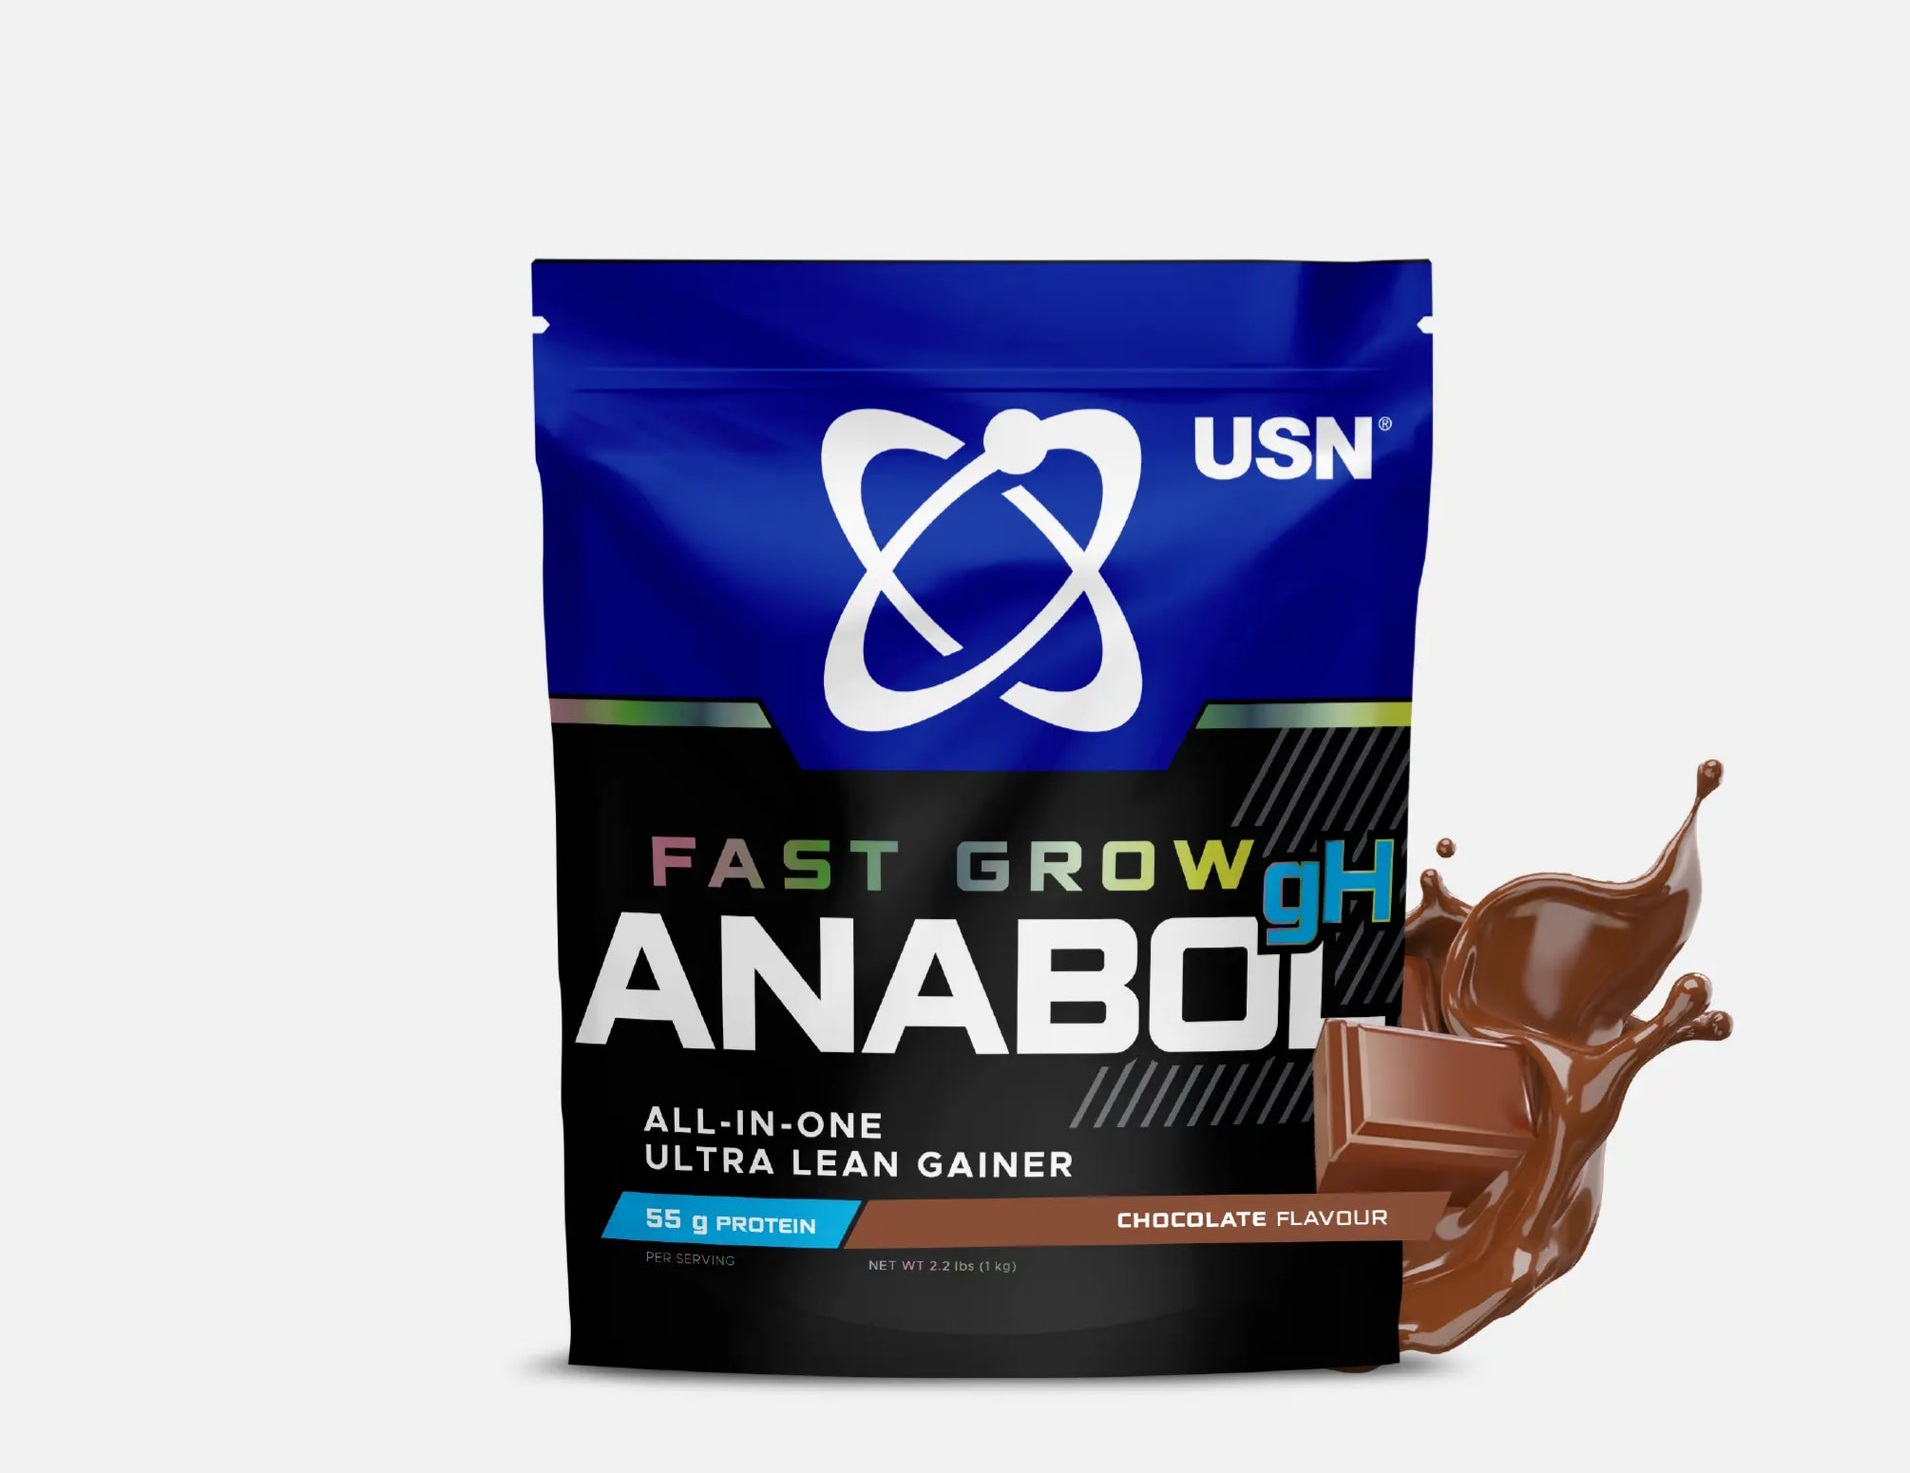 USN®
FAST GROW gH
ANABOL
ALL-IN-ONE
ULTRA LEAN GAINER
55 g PROTEIN
CHOCOLATE FLAVOUR
PER SERVING
NET WT 2.2 lbs (1 kg)